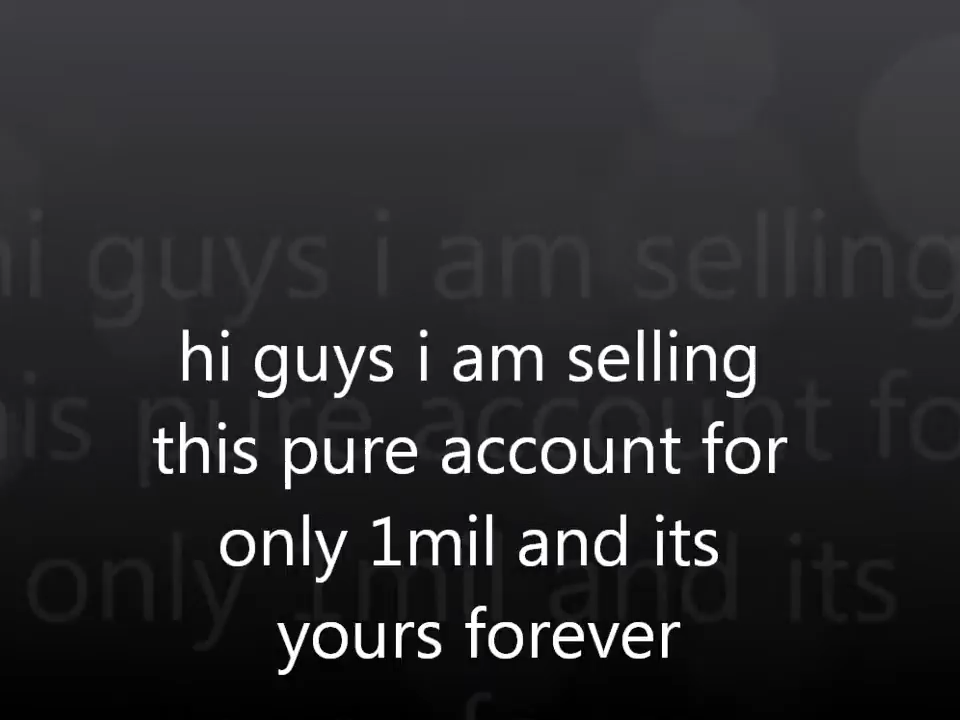 hi guys i am selling
this pure account for
only 1mil and its
yours forever